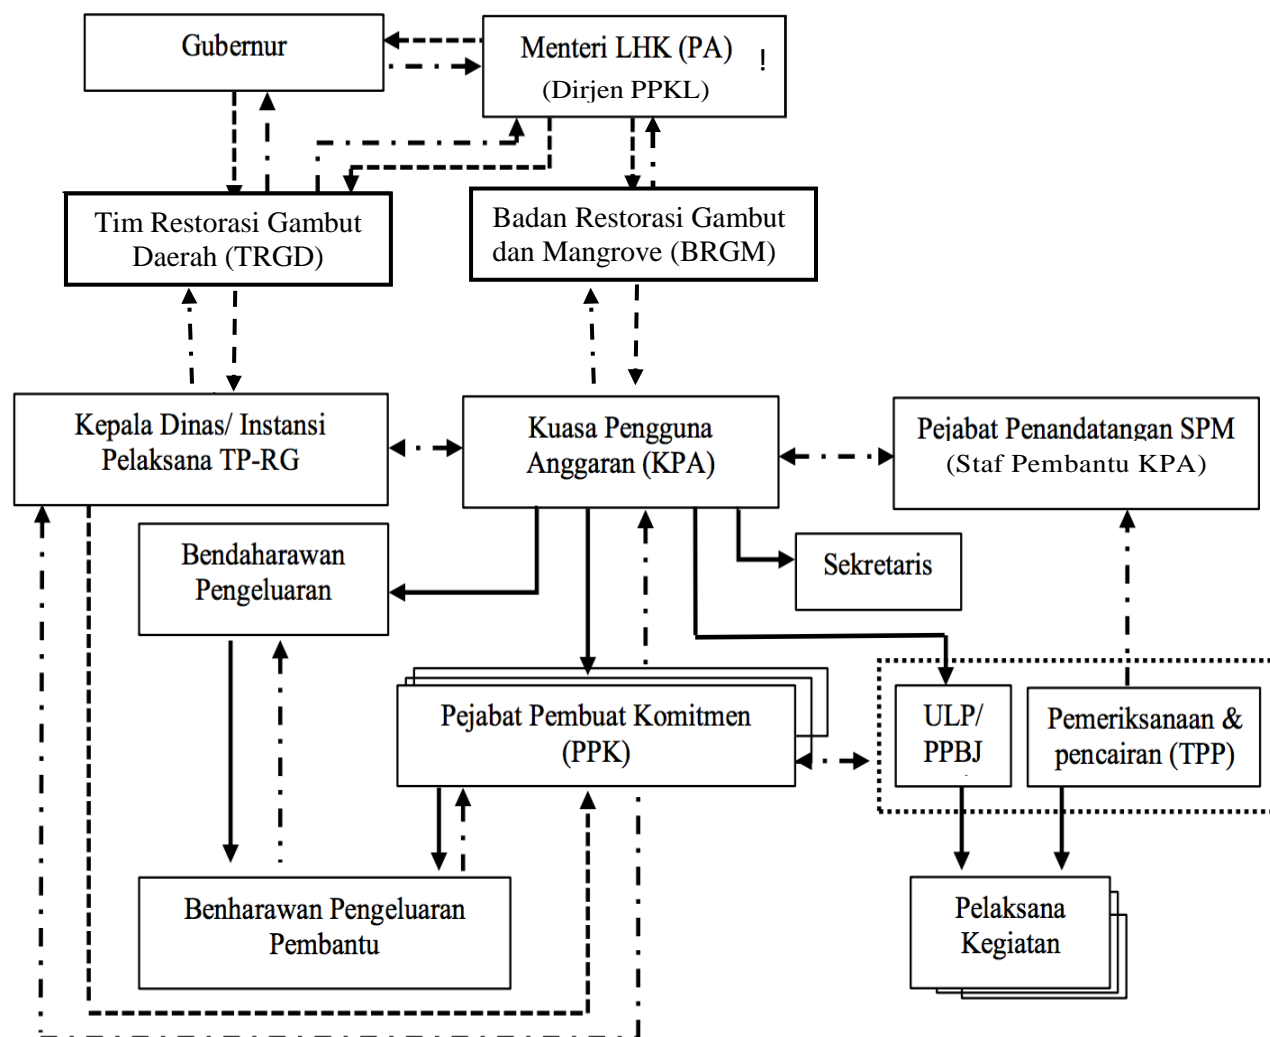 Gubernur
Menteri LHK (PA)
!
(Dirjen PPKL)
Tim Restorasi Gambut
Daerah (TRGD)
Badan Restorasi Gambut
dan Mangrove (BRGM)
Kepala Dinas/ Instansi
Pelaksana TP-RG
Kuasa Pengguna
Anggaran (KPA)
Pejabat Penandatangan SPM
(Staf Pembantu KPA)
Bendaharawan
Pengeluaran
Sekretaris
Pejabat Pembuat Komitmen
(PPK)
ULP/
PPBJ
Pemeriksanaan &
pencairan (TPP)
Benharawan Pengeluaran
Pembantu
Pelaksana
Kegiatan